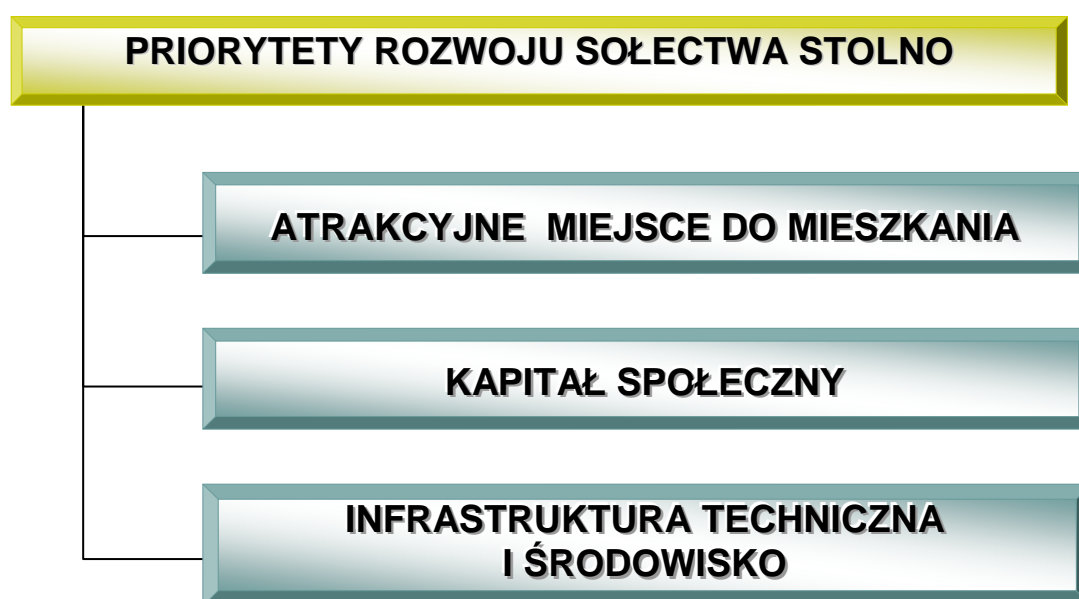 PRIORYTETY ROZWOJU SOŁECTWA STOLNO
ATRAKCYJNE MIEJSCE DO MIESZKANIA
KAPITAŁ SPOŁECZNY
INFRASTRUKTURA TECHNICZNA
I ŚRODOWISKO